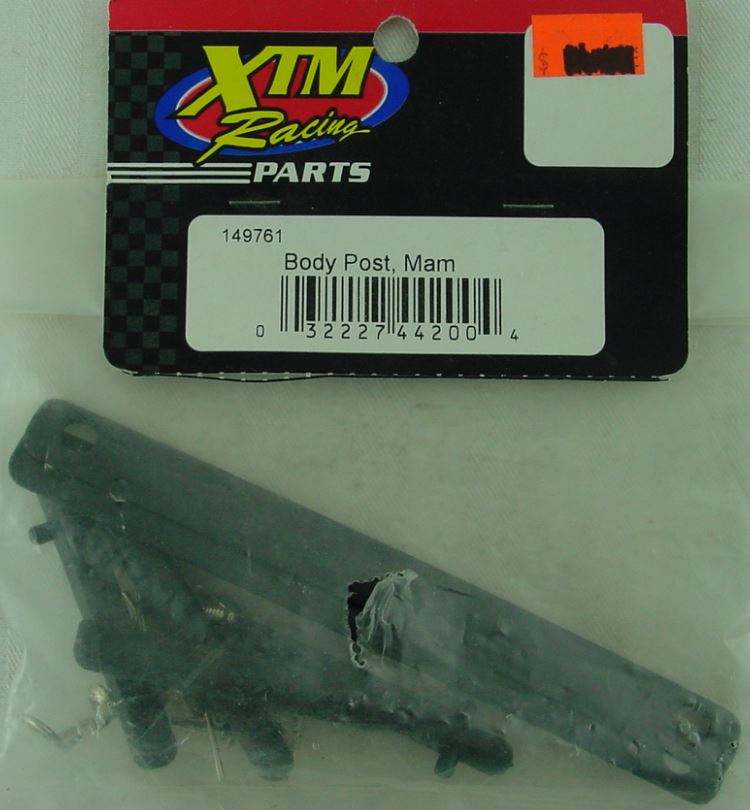 XTM
Racing
PARTS
149761
Body Post, Mam
0 32227 44200 4